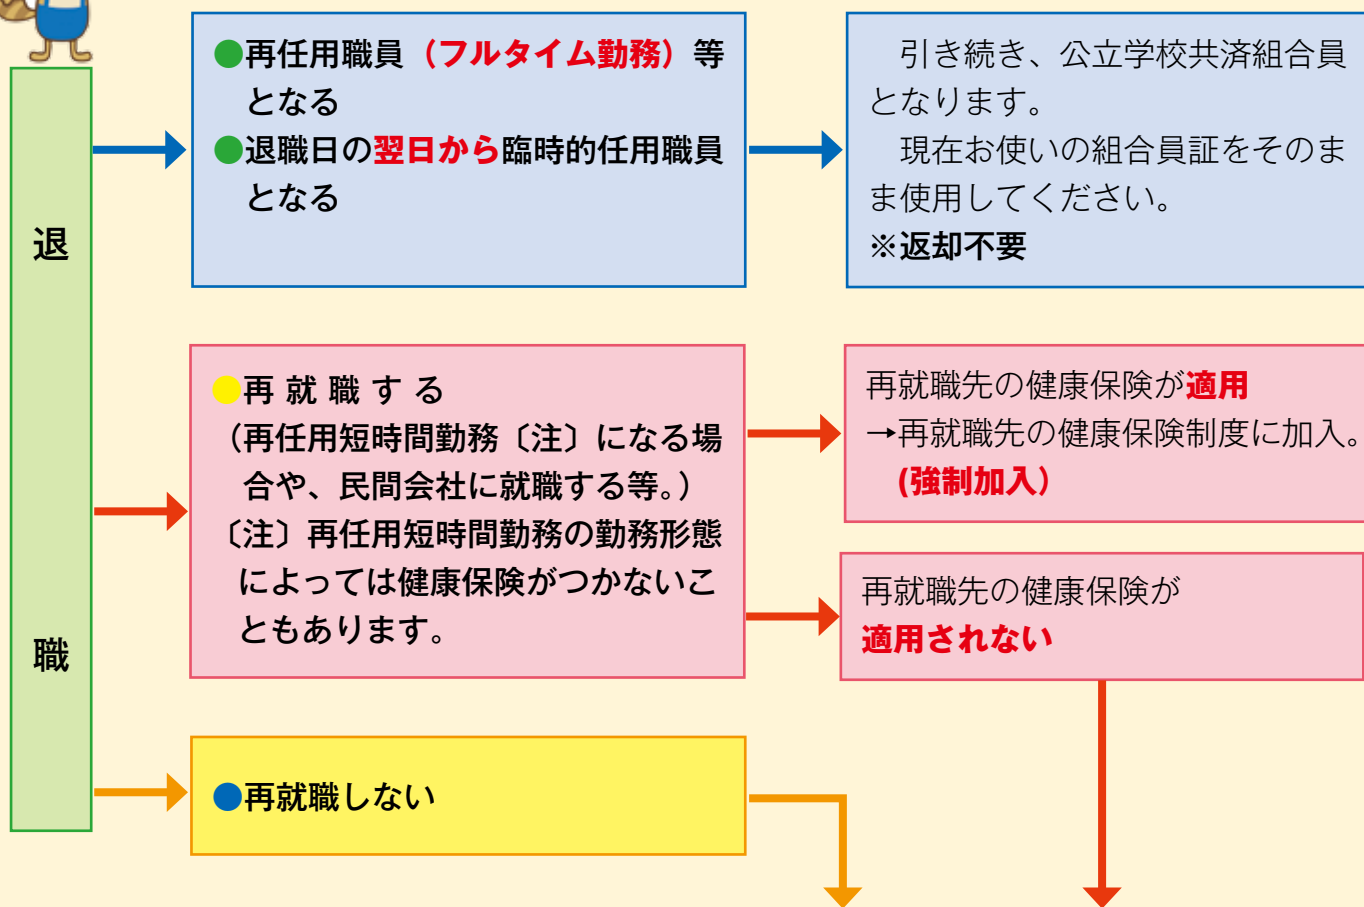 退
職
●再任用職員（フルタイム勤務）等
となる
●退職日の翌日から臨時的任用職員
となる
引き続き、公立学校共済組合員
となります。
現在お使いの組合員証をそのま
ま使用してください。
※返却不要
●再就職する
（再任用短時間勤務〔注〕になる場
合や、民間会社に就職する等。）
〔注〕再任用短時間勤務の勤務形態
によっては健康保険がつかないこ
ともあります。
再就職先の健康保険が適用
→再就職先の健康保険制度に加入。
(強制加入）
再就職先の健康保険が
適用されない
●再就職しない